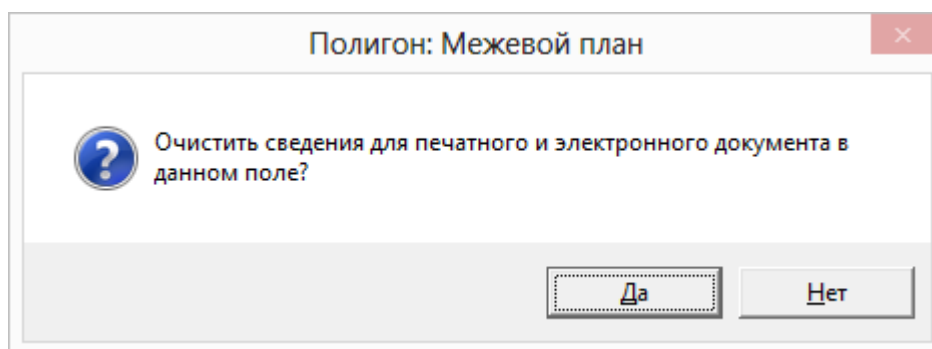 Полигон: Межевой план
Очистить сведения для печатного и электронного документа в
данном поле?
Да
Нет